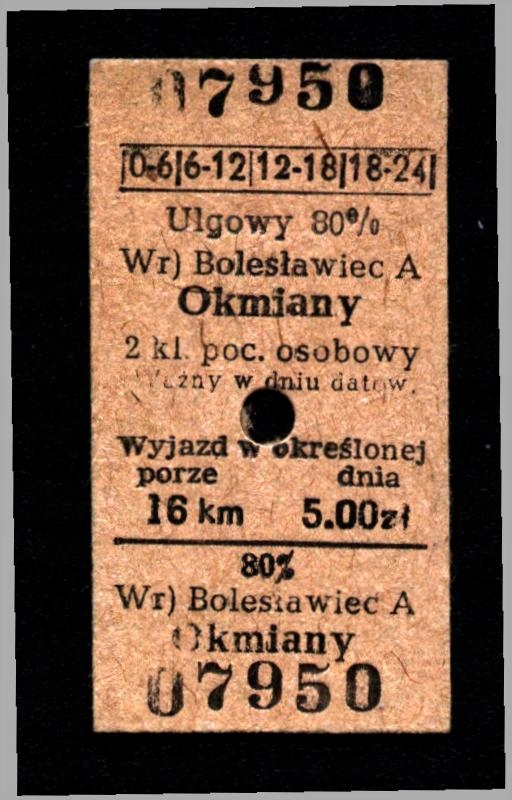 07950
|0-6|6-12|12-18|18-24|
Ulgowy 80%
Wr) Bolesławiec A
Okmiany
2 kl. poc. osobowy
Ważny w dniu datow.
Wyjazd w określonej
porze dnia
16 km 5.00zł
80%
Wr) Bolesławiec A
Okmiany
07950